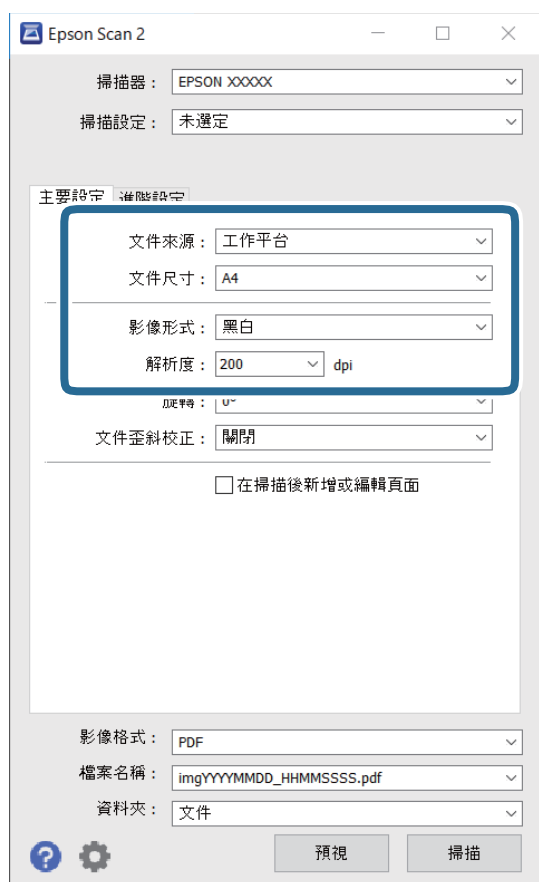 Epson Scan 2
掃描器： EPSON XXXXX
掃描設定： 未選定
主要設定 進階設定
文件來源： 工作平台
文件尺寸： A4
影像形式： 黑白
解析度： 200 dpi
旋轉： 0°
文件歪斜校正： 關閉
在掃描後新增或編輯頁面
影像格式： PDF
檔案名稱： imgYYYYMMDD_HHMMSSSS.pdf
資料夾： 文件
預視 掃描